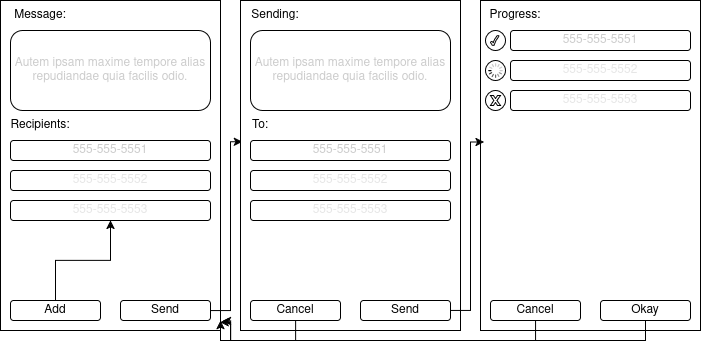 Message:
Autem ipsam maxime tempore alias
repudiandae quia facilis odio.
Recipients:
555-555-5551
555-555-5552
555-555-5553
Add
Send
Sending:
Autem ipsam maxime tempore alias
repudiandae quia facilis odio.
To:
555-555-5551
555-555-5552
555-555-5553
Cancel
Send
Progress:
555-555-5551
555-555-5552
555-555-5553
Cancel
Okay